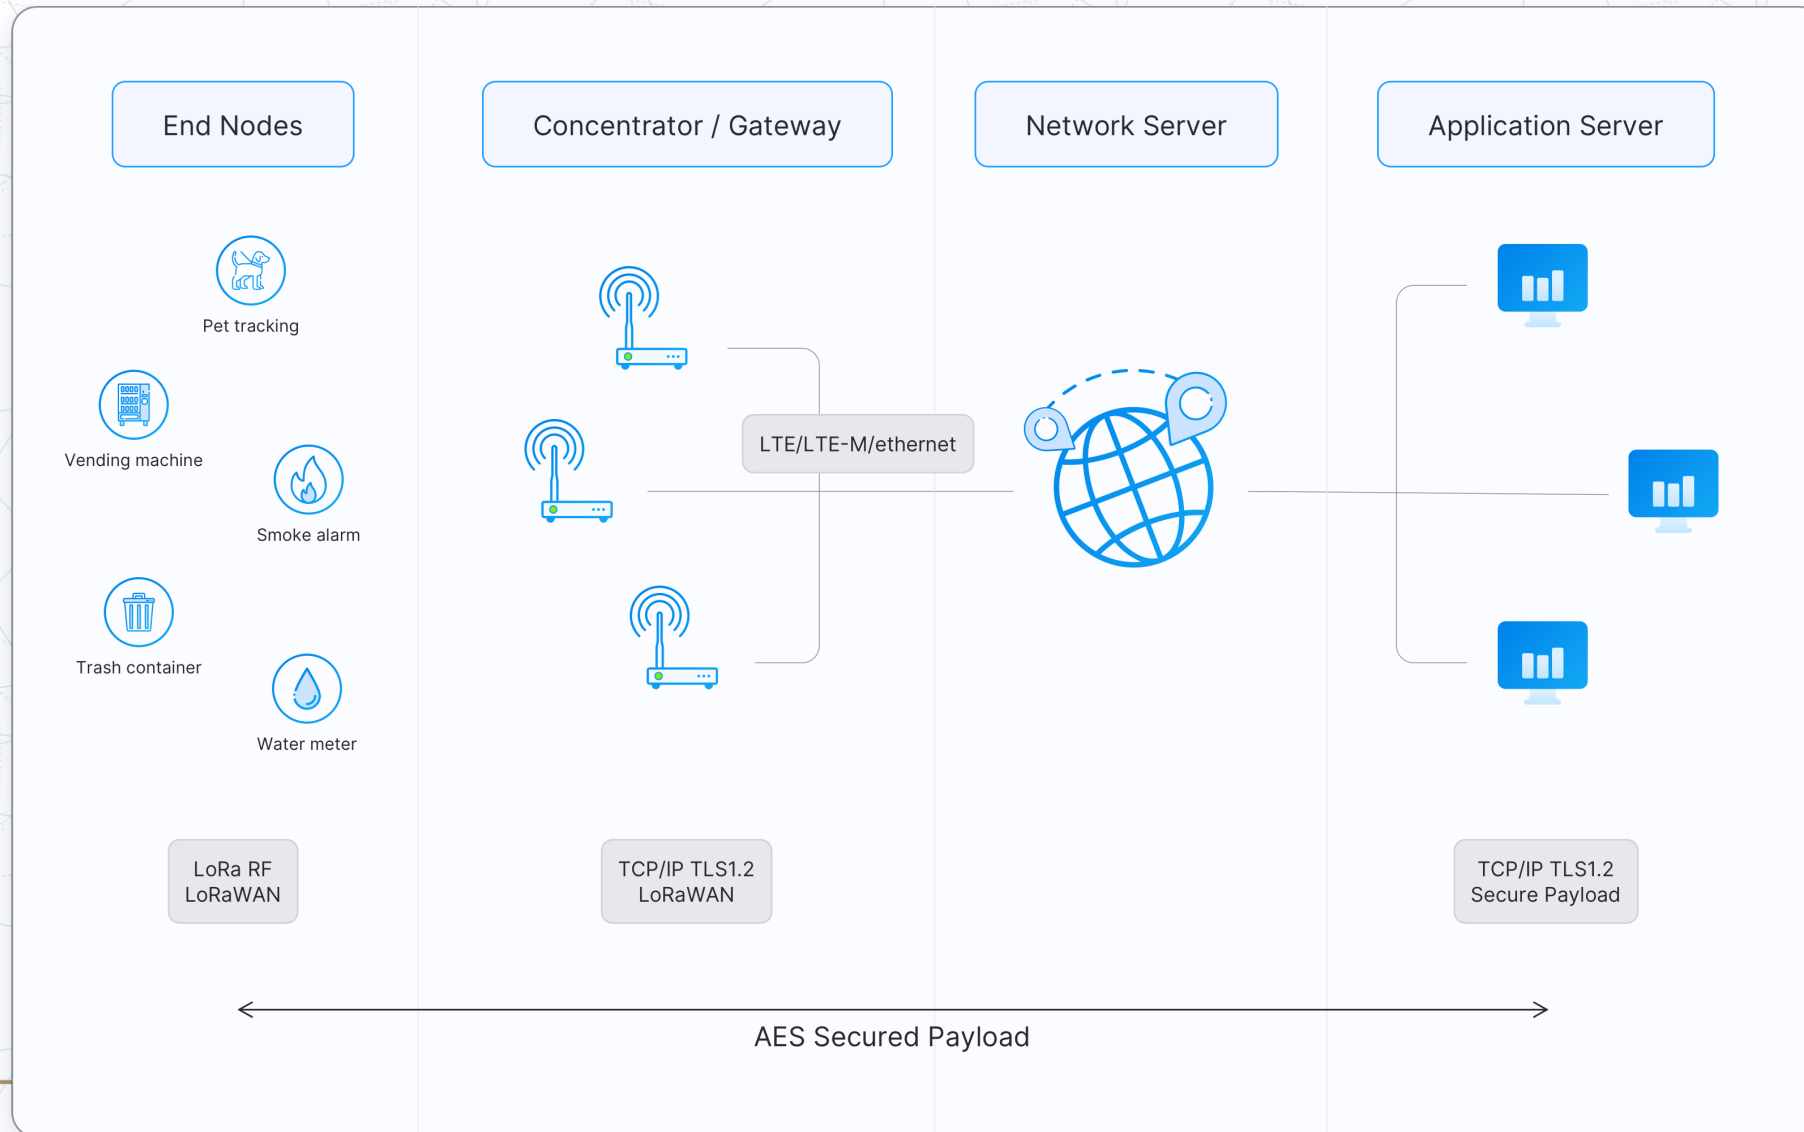 End Nodes
Concentrator / Gateway
Network Server
Application Server
Pet tracking
Vending machine
Smoke alarm
Trash container
Water meter
LTE/LTE-M/ethernet
LoRa RF
LoRaWAN
TCP/IP TLS1.2
LoRaWAN
TCP/IP TLS1.2
Secure Payload
AES Secured Payload